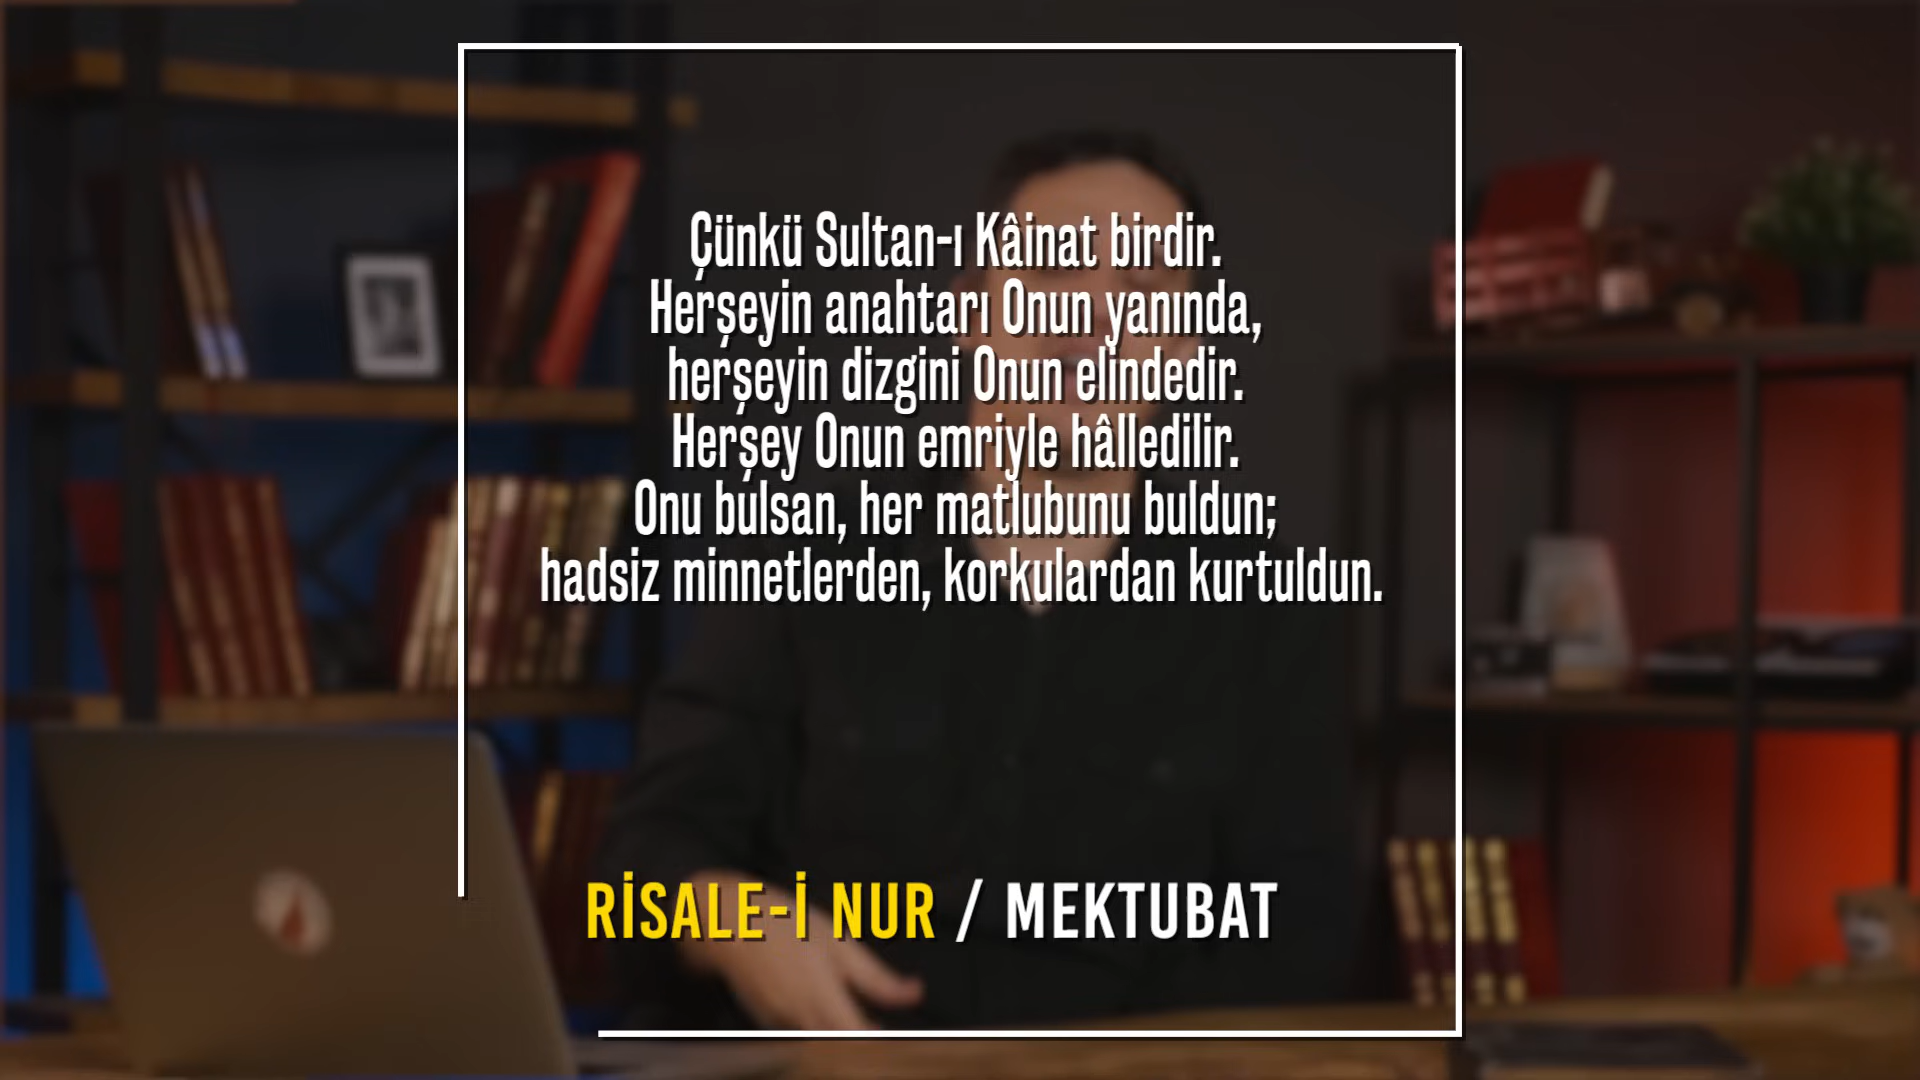 Çünkü Sultan-ı Kâinat birdir.
Herşeyin anahtarı Onun yanında,
herşeyin dizgini Onun elindedir.
Herşey Onun emriyle hâlledilir.
Onu bulsan, her matlubunu buldun;
hadsiz minnetlerden, korkulardan kurtuldun.
RİSALE-İ NUR / MEKTUBAT